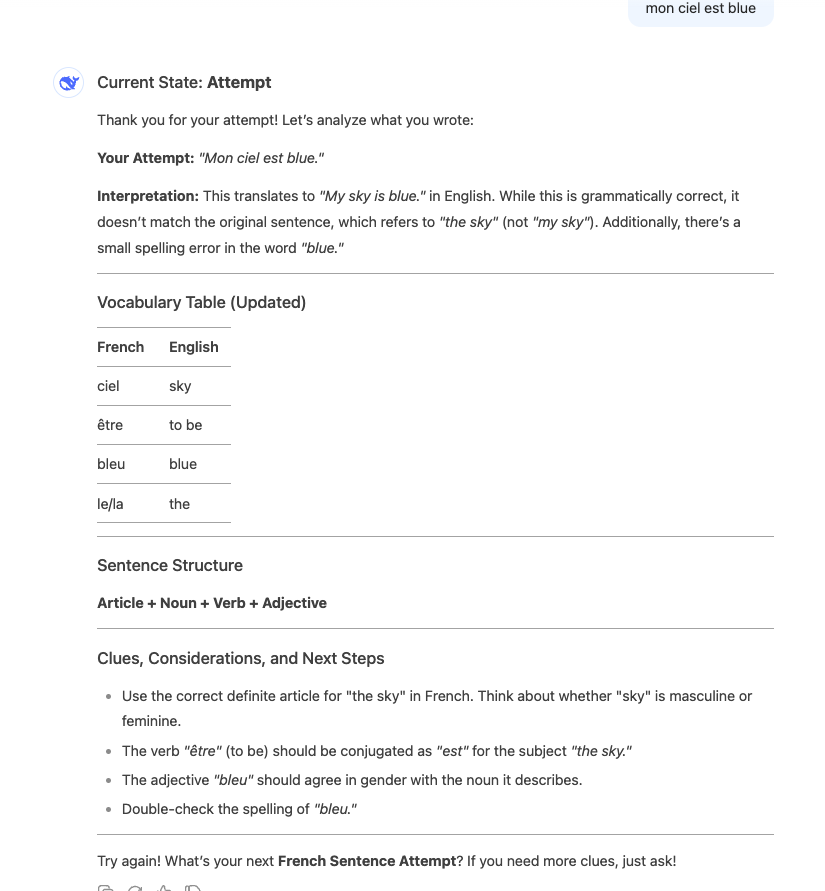 mon ciel est blue
Current State: Attempt
Thank you for your attempt! Let's analyze what you wrote:
Your Attempt: "Mon ciel est blue."
Interpretation: This translates to "My sky is blue." in English. While this is grammatically correct, it
doesn't match the original sentence, which refers to "the sky" (not "my sky"). Additionally, there's a
small spelling error in the word "blue."
Vocabulary Table (Updated)
French English
ciel sky
être to be
bleu blue
le/la the
Sentence Structure
Article + Noun + Verb + Adjective
Clues, Considerations, and Next Steps
• Use the correct definite article for "the sky" in French. Think about whether "sky" is masculine or
feminine.
• The verb "être" (to be) should be conjugated as "est" for the subject "the sky."
• The adjective "bleu" should agree in gender with the noun it describes.
• Double-check the spelling of "bleu."
Try again! What's your next French Sentence Attempt? If you need more clues, just ask!